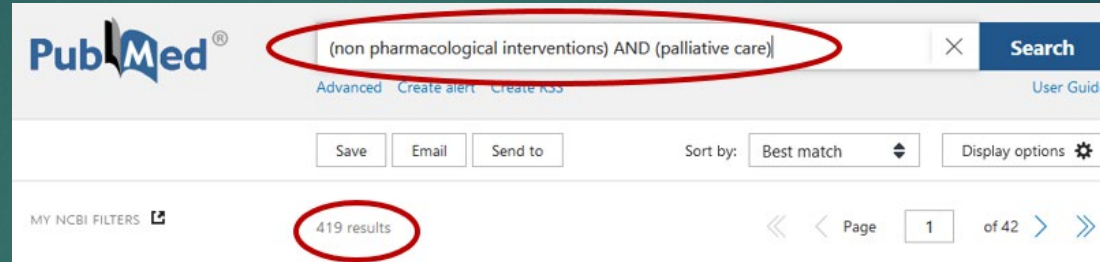 PubMed®
(non pharmacological interventions) AND (palliative care)
Search
Advanced Create alert Create RSS
User Guide
Save Email Send to
Sort by: Best match
Display options
MY NCBI FILTERS
419 results
Page 1 of 42